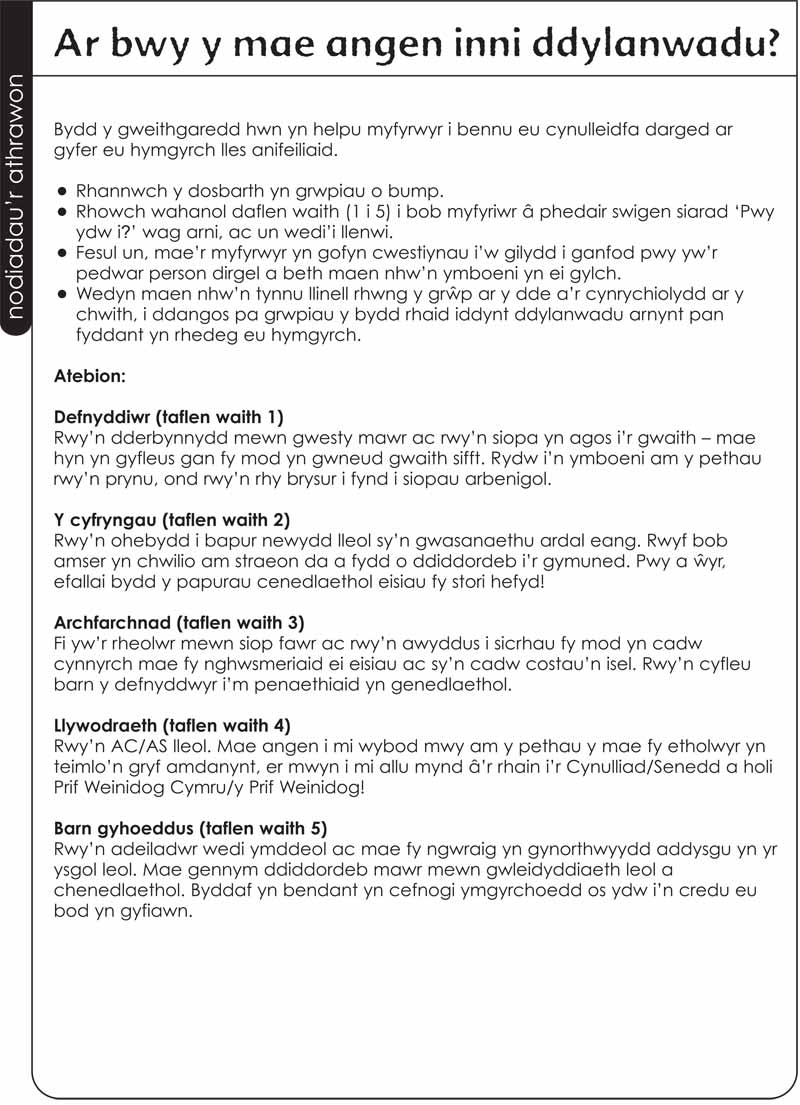 Ar bwy y mae angen inni ddylanwadu?
nodiadau'r athrawon
Bydd y gweithgaredd hwn yn helpu myfyrwyr i bennu eu cynulleidfa darged ar
gyfer eu hymgyrch lles anifeiliaid.
● Rhannwch y dosbarth yn grwpiau o bump.
● Rhowch wahanol daflen waith (1 i 5) i bob myfyriwr â phedair swigen siarad ‘Pwy
ydw i?’ wag arni, ac un wedi’i llenwi.
● Fesul un, mae’r myfyrwyr yn gofyn cwestiynau i’w gilydd i ganfod pwy yw’r
pedwar person dirgel a beth maen nhw’n ymboeni yn ei gylch.
● Wedyn maen nhw’n tynnu llinell rhwng y grŵp ar y dde a’r cynrychiolydd ar y
chwith, i ddangos pa grwpiau y bydd rhaid iddynt ddylanwadu arnynt pan
fyddant yn rhedeg eu hymgyrch.
Atebion:
Defnyddiwr (taflen waith 1)
Rwy’n dderbynnydd mewn gwesty mawr ac rwy’n siopa yn agos i’r gwaith – mae
hyn yn gyfleus gan fy mod yn gwneud gwaith sifft. Rydw i’n ymboeni am y pethau
rwy’n prynu, ond rwy’n rhy brysur i fynd i siopau arbenigol.
Y cyfryngau (taflen waith 2)
Rwy’n ohebydd i bapur newydd lleol sy’n gwasanaethu ardal eang. Rwyf bob
amser yn chwilio am straeon da a fydd o ddiddordeb i’r gymuned. Pwy a ŵyr,
efallai bydd y papurau cenedlaethol eisiau fy stori hefyd!
Archfarchnad (taflen waith 3)
Fi yw’r rheolwr mewn siop fawr ac rwy’n awyddus i sicrhau fy mod yn cadw
cynnyrch mae fy nghwsmeriaid ei eisiau ac sy’n cadw costau’n isel. Rwy’n cyfleu
barn y defnyddwyr i’m penaethiaid yn genedlaethol.
Llywodraeth (taflen waith 4)
Rwy’n AC/AS lleol. Mae angen i mi wybod mwy am y pethau y mae fy etholwyr yn
teimlo’n gryf amdanynt, er mwyn i mi allu mynd â’r rhain i’r Cynulliad/Senedd a holi
Prif Weinidog Cymru/y Prif Weinidog!
Barn gyhoeddus (taflen waith 5)
Rwy’n adeiladwr wedi ymddeol ac mae fy ngwraig yn gynorthwyydd addysgu yn yr
ysgol leol. Mae gennym ddiddordeb mawr mewn gwleidyddiaeth leol a
chenedlaethol. Byddaf yn bendant yn cefnogi ymgyrchoedd os ydw i’n credu eu
bod yn gyfiawn.